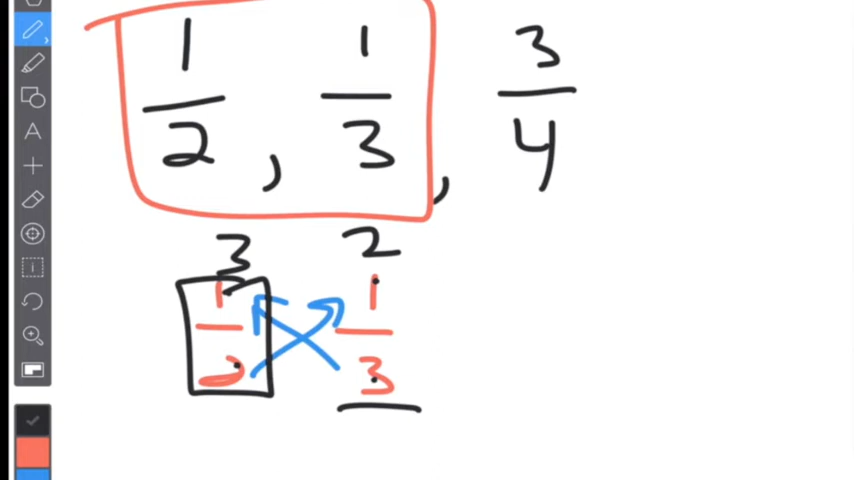 1/2 , 1/3 , 3/4
3 2
1/2 1/3